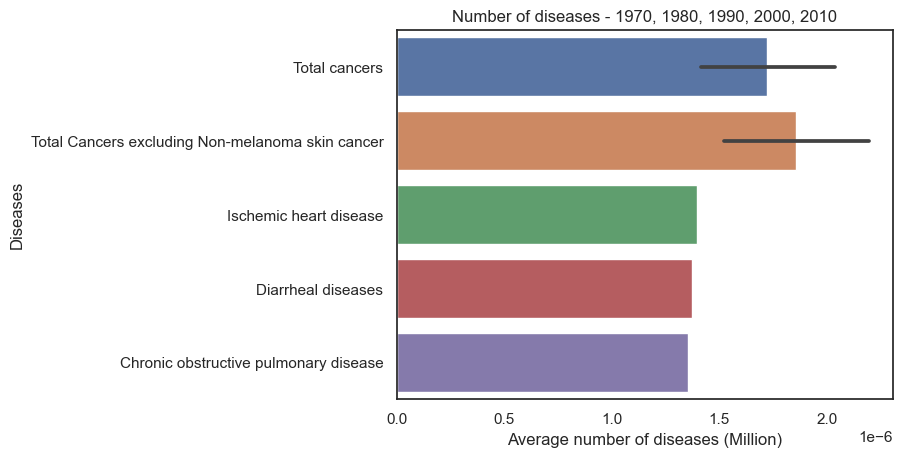 Number of diseases - 1970, 1980, 1990, 2000, 2010
Diseases
Total cancers
Total Cancers excluding Non-melanoma skin cancer
Ischemic heart disease
Diarrheal diseases
Chronic obstructive pulmonary disease
0.0 0.5 1.0 1.5 2.0
1e−6
Average number of diseases (Million)